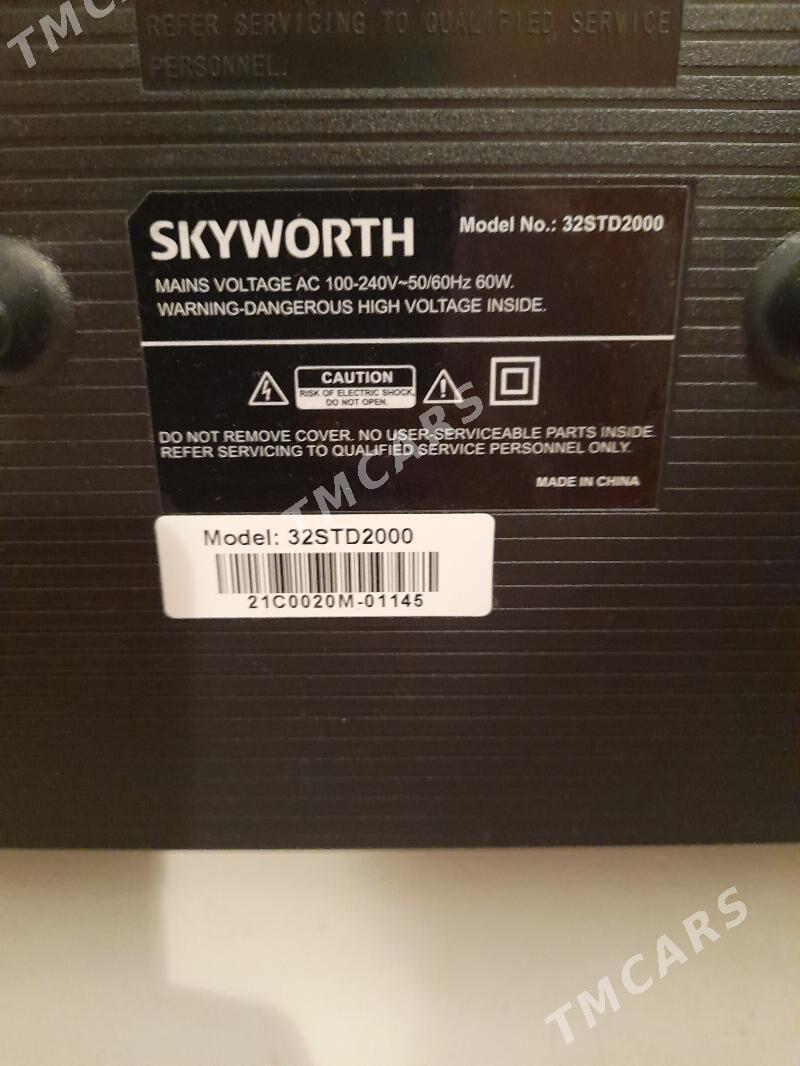 TMCARS
REFER SERVICING TO QUALIFIED SERVICE
PERSONNEL.
SKYWORTH
Model No.: 32STD2000
MAINS VOLTAGE AC 100-240V~50/60Hz 60W.
WARNING-DANGEROUS HIGH VOLTAGE INSIDE.
CAUTION
RISK OF ELECTRIC SHOCK
DO NOT OPEN.
TMCARS
DO NOT REMOVE COVER. NO USER-SERVICEABLE PARTS INSIDE.
REFER SERVICING TO QUALIFIED SERVICE PERSONNEL ONLY.
MADE IN CHINA
Model: 32STD2000
21C0020M-01145
TMCARS